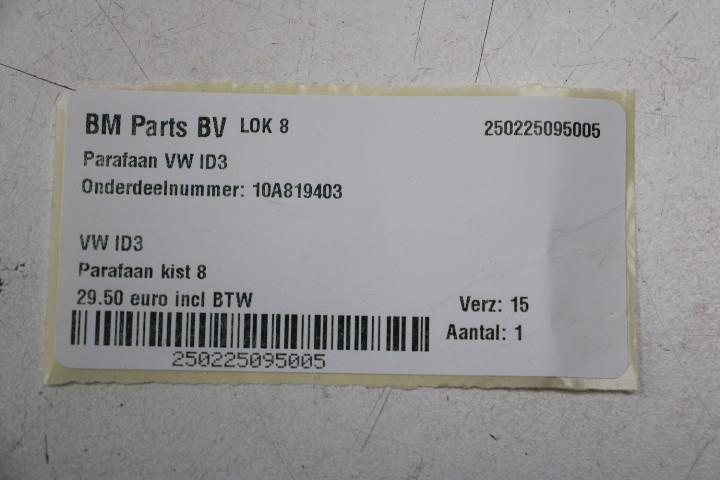 BM Parts BV LOK 8 250225095005
Parafaan VW ID3
Onderdeelnummer: 10A819403
VW ID3
Parafaan kist 8
29.50 euro incl BTW Verz: 15
Aantal: 1
250225095005